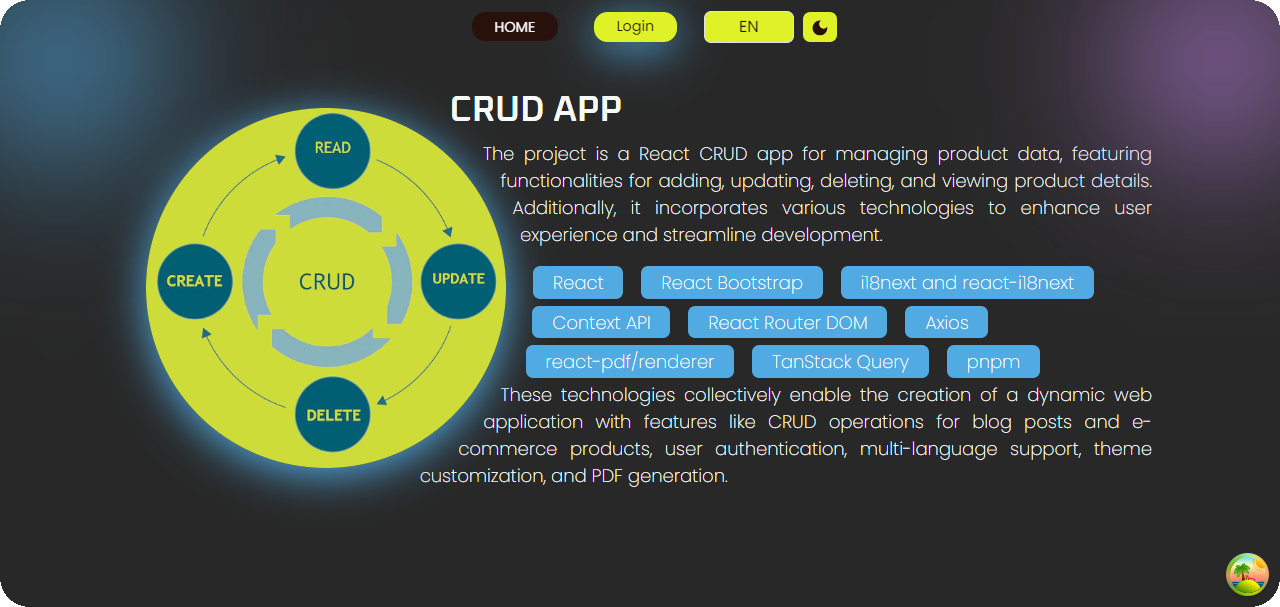 HOME
Login
EN
CRUD APP
The project is a React CRUD app for managing product data, featuring
functionalities for adding, updating, deleting, and viewing product details.
Additionally, it incorporates various technologies to enhance user
experience and streamline development.
READ
CREATE
CRUD
UPDATE
DELETE
React
React Bootstrap
i18next and react-i18next
Context API
React Router DOM
Axios
react-pdf/renderer
TanStack Query
pnpm
These technologies collectively enable the creation of a dynamic web
application with features like CRUD operations for blog posts and e-
commerce products, user authentication, multi-language support, theme
customization, and PDF generation.